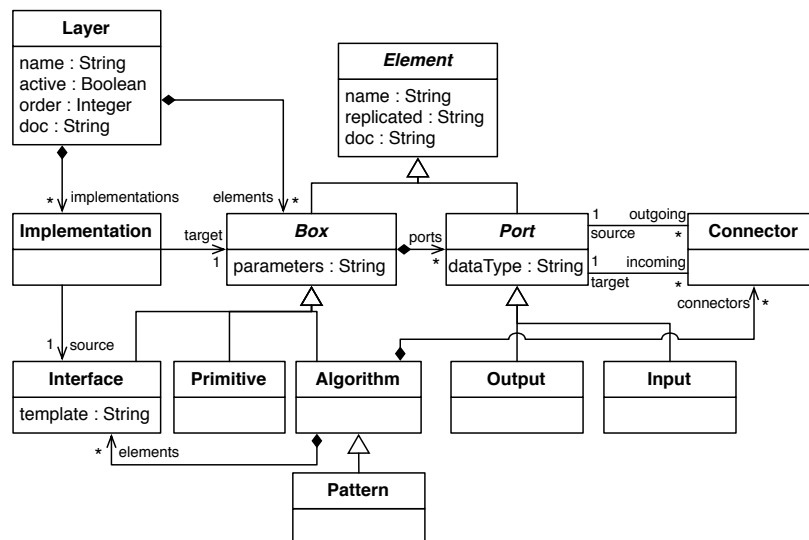 Layer
name : String
active : Boolean
order : Integer
doc : String
Element
name : String
replicated : String
doc : String
* implementations
elements *
Implementation
target
1
Box
parameters : String
ports
*
Port
dataType : String
1 outgoing
source *
1 incoming
target *
Connector
connectors *
1 source
Interface
template : String
Primitive
Algorithm
Output
Input
* elements
Pattern